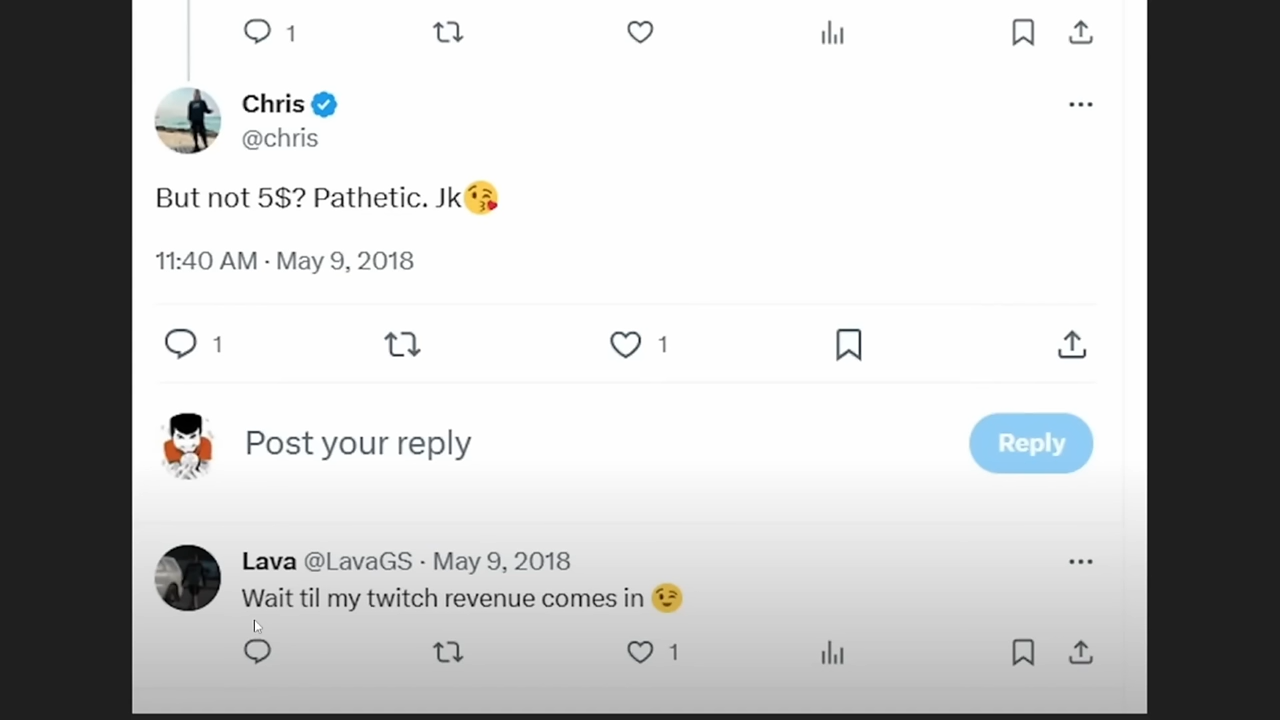 1
Chris
@chris
But not 5$? Pathetic. Jk😘
11:40 AM · May 9, 2018
1 1
Post your reply Reply
Lava @LavaGS · May 9, 2018
Wait til my twitch revenue comes in 😉
1